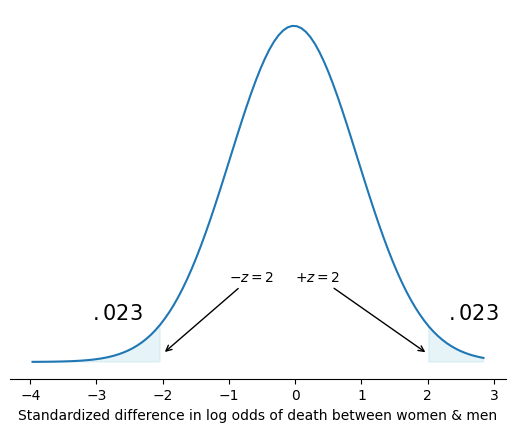 −z = 2 +z = 2
.023 .023
−4 −3 −2 −1 0 1 2 3
Standardized difference in log odds of death between women & men